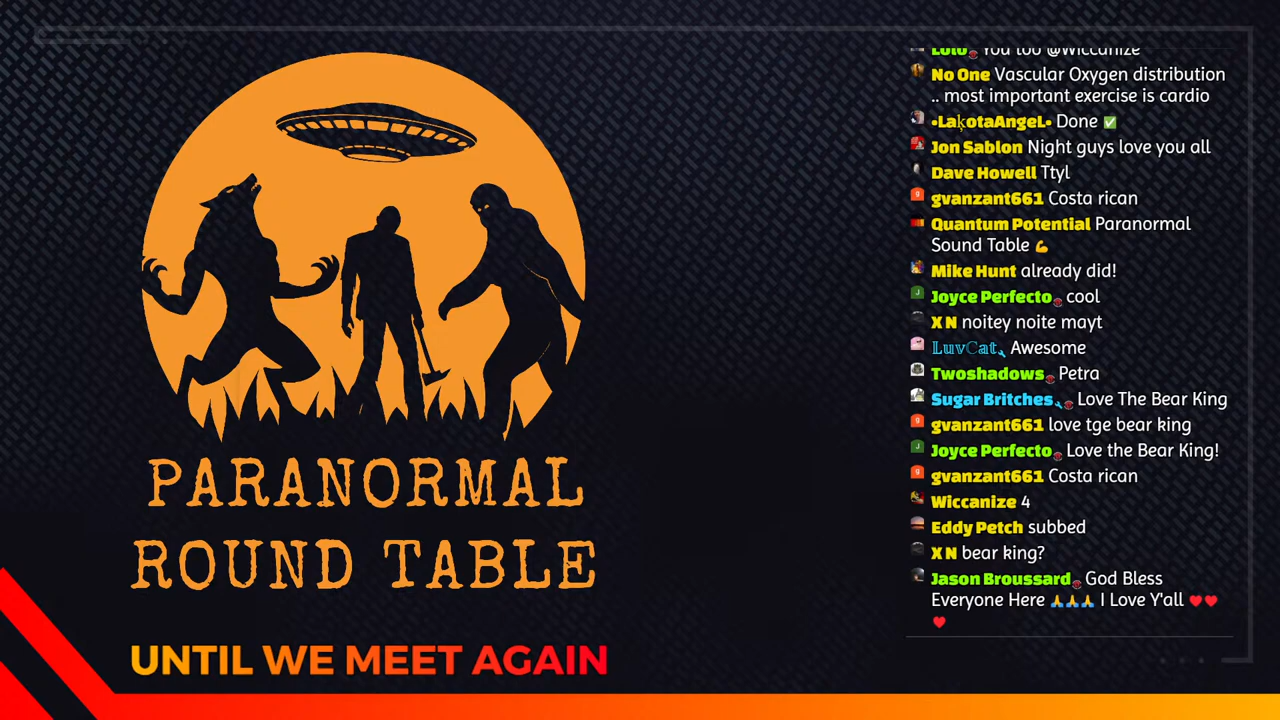 PARANORMAL
ROUND TABLE
UNTIL WE MEET AGAIN
Lolo You too @Wiccanize
No One Vascular Oxygen distribution
.. most important exercise is cardio
•LaķotaAngeL• Done ✅
Jon Sablon Night guys love you all
Dave Howell Ttyl
gvanzant661 Costa rican
Quantum Potential Paranormal
Sound Table 💪
Mike Hunt already did!
Joyce Perfecto cool
X N noitey noite mayt
𝕃𝕦𝕧ℂ𝕒𝕥 Awesome
Twoshadows Petra
Sugar Britches Love The Bear King
gvanzant661 love tge bear king
Joyce Perfecto Love the Bear King!
gvanzant661 Costa rican
Wiccanize 4
Eddy Petch subbed
X N bear king?
Jason Broussard God Bless
Everyone Here 🙏🙏🙏 I Love Y'all ♥️♥️
♥️